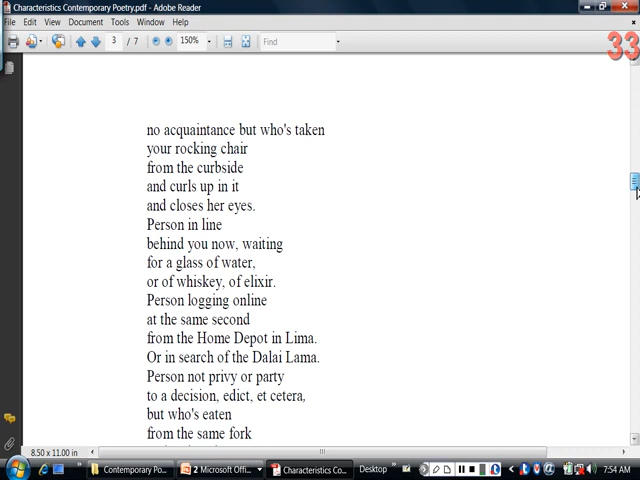 Characteristics Contemporary Poetry.pdf - Adobe Reader
File Edit View Document Tools Window Help
3 / 7 150% Find
33
no acquaintance but who's taken
your rocking chair
from the curbside
and curls up in it
and closes her eyes.
Person in line
behind you now, waiting
for a glass of water,
or of whiskey, of elixir.
Person logging online
at the same second
from the Home Depot in Lima.
Or in search of the Dalai Lama.
Person not privy or party
to a decision, edict, et cetera,
but who's eaten
from the same fork
8.50 x 11.00 in
Contemporary Po... 2 Microsoft Offi... Characteristics Co... Desktop 7:54 AM